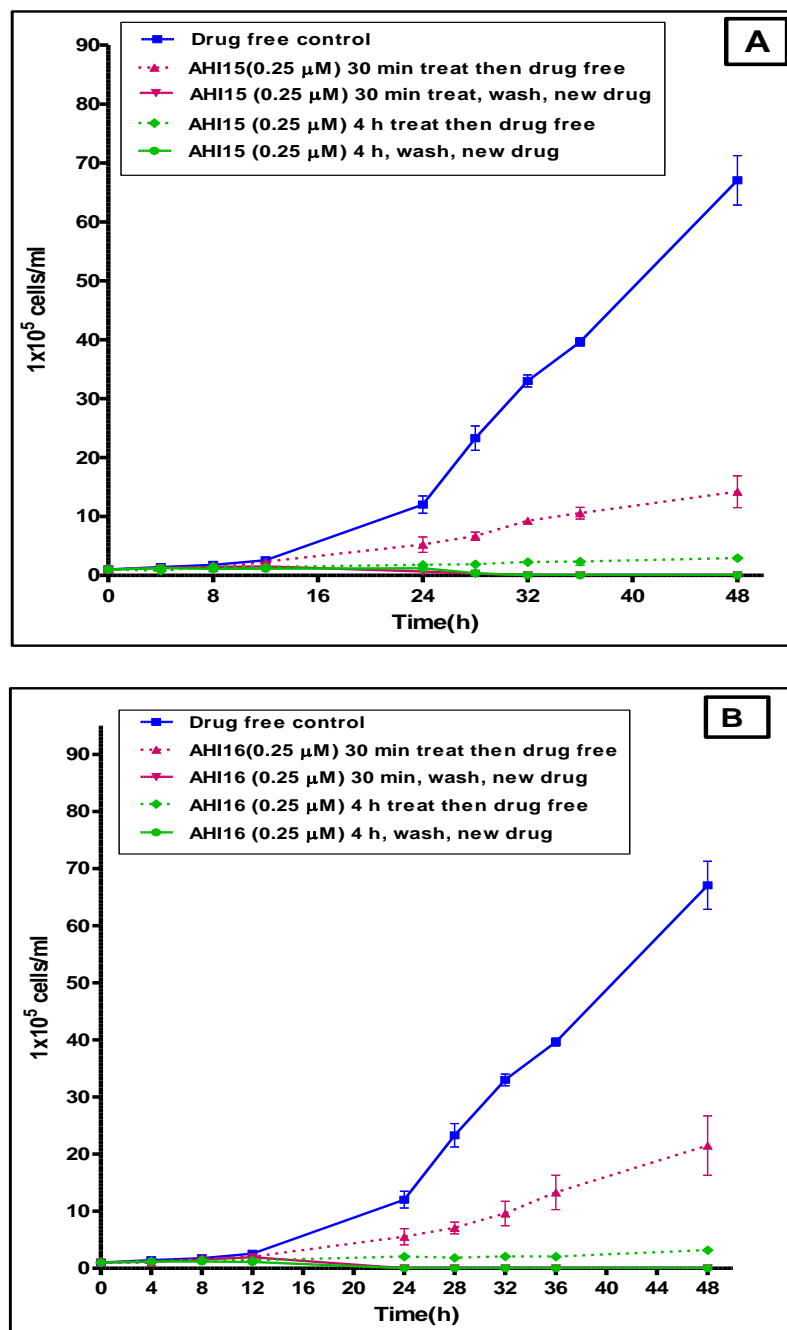 A
Drug free control
AHI15(0.25 μM) 30 min treat then drug free
AHI15 (0.25 μM) 30 min treat, wash, new drug
AHI15 (0.25 μM) 4 h treat then drug free
AHI15 (0.25 μM) 4 h, wash, new drug
90
80
70
60
50
40
30
20
10
0
1x10⁵ cells/ml
0 8 16 24 32 40 48
Time(h)
B
Drug free control
AHI16(0.25 μM) 30 min treat then drug free
AHI16 (0.25 μM) 30 min, wash, new drug
AHI16 (0.25 μM) 4 h treat then drug free
AHI16 (0.25 μM) 4 h, wash, new drug
90
80
70
60
50
40
30
20
10
0
1x10⁵ cells/ml
0 4 8 12 16 20 24 28 32 36 40 44 48
Time(h)